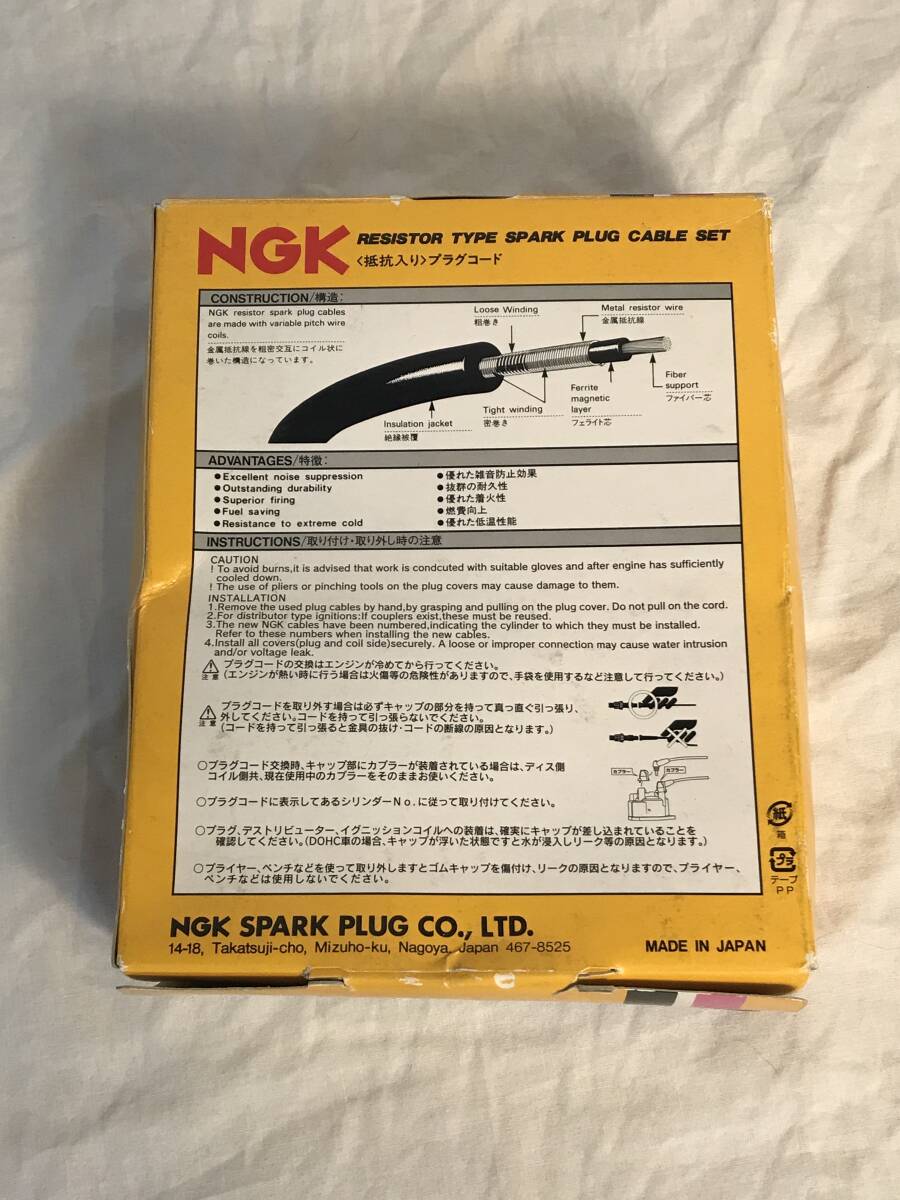 NGK RESISTOR TYPE SPARK PLUG CABLE SET
〈抵抗入り〉プラグコード
CONSTRUCTION/構造:
NGK resistor spark plug cables
are made with variable pitch wire
coils.
金属抵抗線を粗密交互にコイル状に
巻いた構造になっています。
Loose Winding
粗巻き
Metal resistor wire
金属抵抗線
Insulation jacket
絶縁被覆
Tight winding
密巻き
Ferrite
magnetic
layer
フェライト芯
Fiber
support
ファイバー芯
ADVANTAGES/特徴:
●Excellent noise suppression
●Outstanding durability
●Superior firing
●Fuel saving
●Resistance to extreme cold
●優れた雑音防止効果
●抜群の耐久性
●優れた着火性
●燃費向上
●優れた低温性能
INSTRUCTIONS/取り付け・取り外し時の注意
CAUTION
! To avoid burns,it is advised that work is condcuted with suitable gloves and after engine has sufficiently
cooled down.
! The use of pliers or pinching tools on the plug covers may cause damage to them.
INSTALLATION
1.Remove the used plug cables by hand,by grasping and pulling on the plug cover. Do not pull on the cord.
2.For distributor type ignitions:If couplers exist,these must be reused.
3.The new NGK cables have been numbered,indicating the cylinder to which they must be installed.
Refer to these numbers when installing the new cables.
4.Install all covers(plug and coil side)securely. A loose or improper connection may cause water intrusion
and/or voltage leak.
注意 プラグコードの交換はエンジンが冷めてから行ってください。
(エンジンが熱い時に行う場合は火傷等の危険性がありますので、手袋を使用するなど注意して行ってください。)
注意 プラグコードを取り外す場合は必ずキャップの部分を持って真っ直ぐ引っ張り、
外してください。コードを持って引っ張らないでください。
(コードを持って引っ張ると金具の抜け・コードの断線の原因となります。)
○プラグコード交換時、キャップ部にカプラーが装着されている場合は、ディス側
コイル側共、現在使用中のカプラーをそのままお使いください。
カプラー
カプラー
○プラグコードに表示してあるシリンダーNo.に従って取り付けてください。
○プラグ、デストリビューター、イグニッションコイルへの装着は、確実にキャップが差し込まれていることを
確認してください。(DOHC車の場合、キャップが浮いた状態ですと水が浸入しリーク等の原因となります。)
○プライヤー、ペンチなどを使って取り外しますとゴムキャップを傷付け、リークの原因となりますので、プライヤー、
ペンチなどは使用しないでください。
紙
箱
プラ
テープ
PP
NGK SPARK PLUG CO., LTD.
14-18, Takatsuji-cho, Mizuho-ku, Nagoya, Japan 467-8525
MADE IN JAPAN